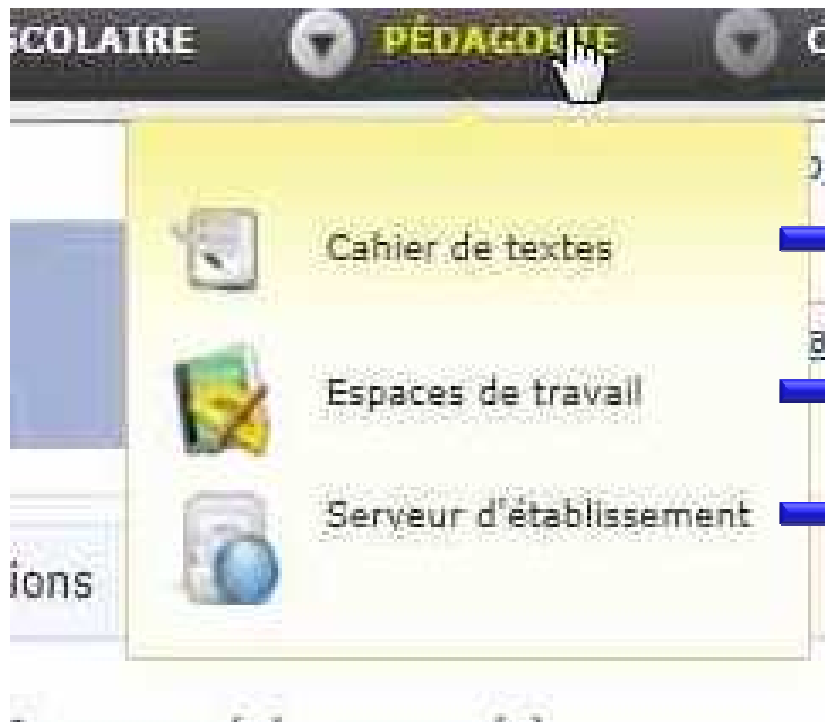 SCOLAIRE PÉDAGOGIE C
Cahier de textes
Espaces de travail
Serveur d'établissement
ions